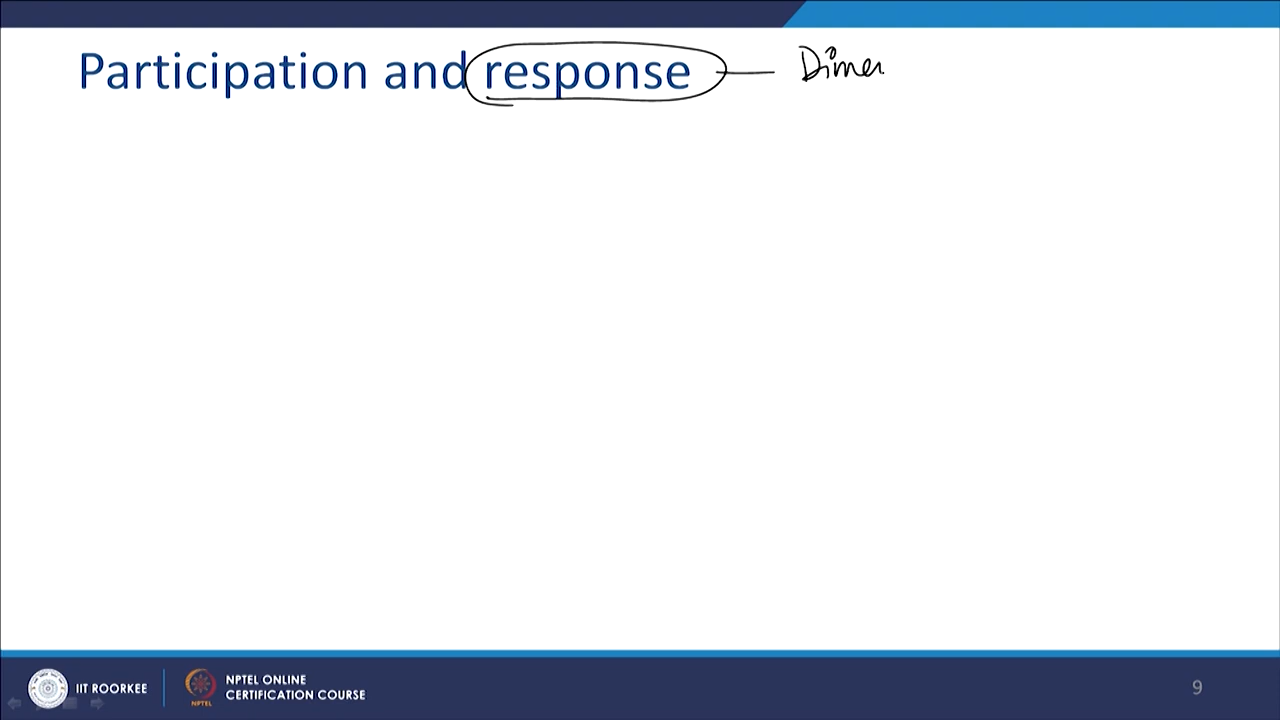 Participation and response — Dimen
IIT ROORKEE
NPTEL ONLINE
CERTIFICATION COURSE
NPTEL
9